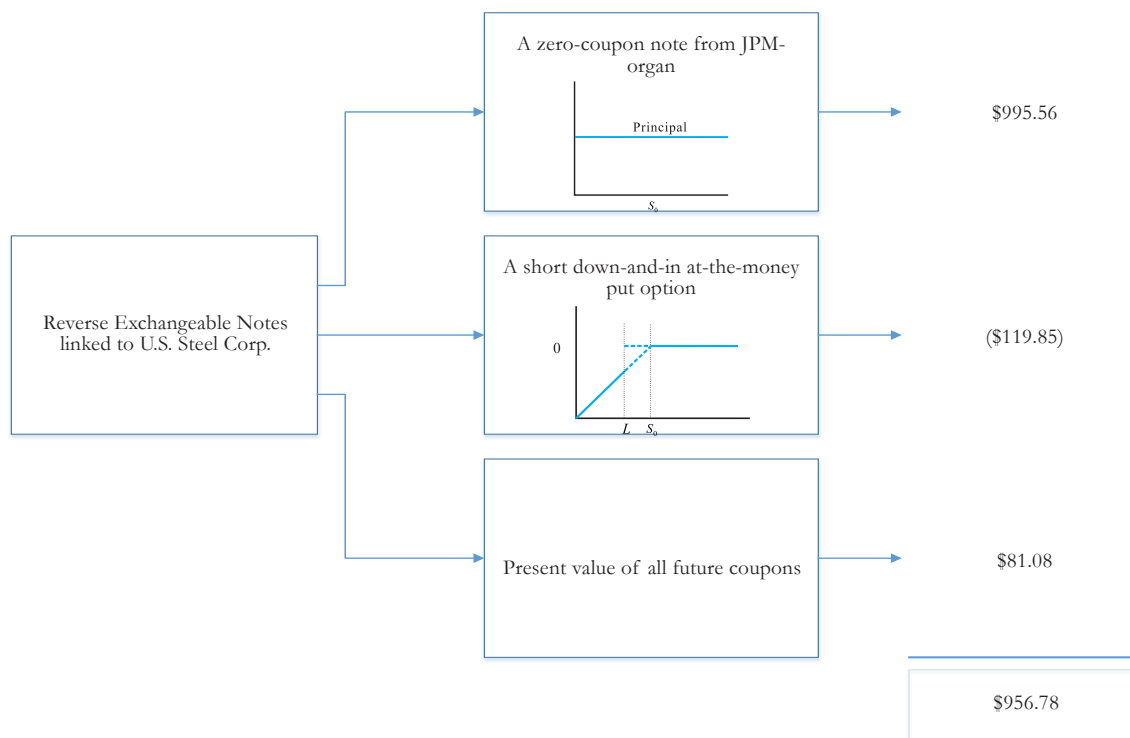 A zero-coupon note from JPM-
organ
Principal
S₀
$995.56
Reverse Exchangeable Notes
linked to U.S. Steel Corp.
A short down-and-in at-the-money
put option
0
L S₀
($119.85)
Present value of all future coupons
$81.08
$956.78